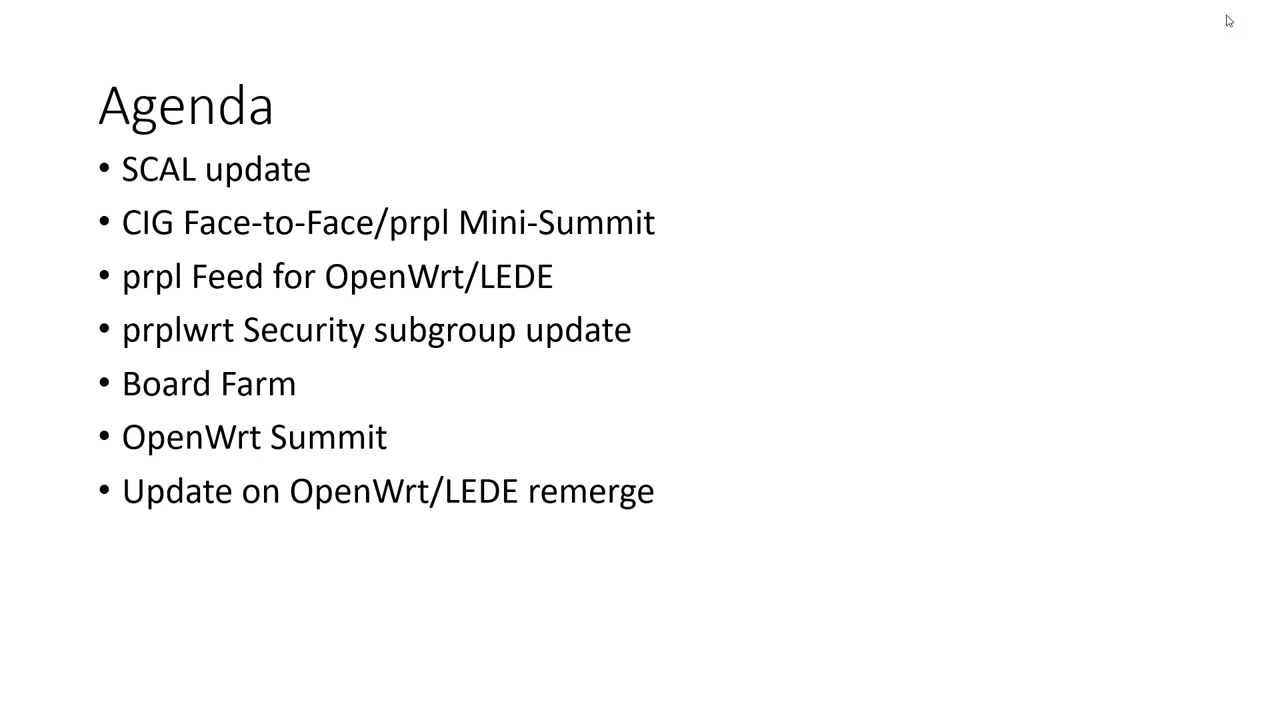 Agenda
• SCAL update
• CIG Face-to-Face/prpl Mini-Summit
• prpl Feed for OpenWrt/LEDE
• prplwrt Security subgroup update
• Board Farm
• OpenWrt Summit
• Update on OpenWrt/LEDE remerge